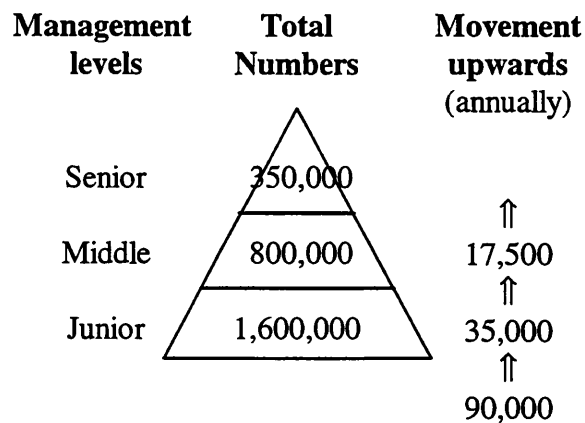 Management Total Movement
levels Numbers upwards
(annually)
Senior 350,000
⇑
Middle 800,000 17,500
⇑
Junior 1,600,000 35,000
⇑
90,000